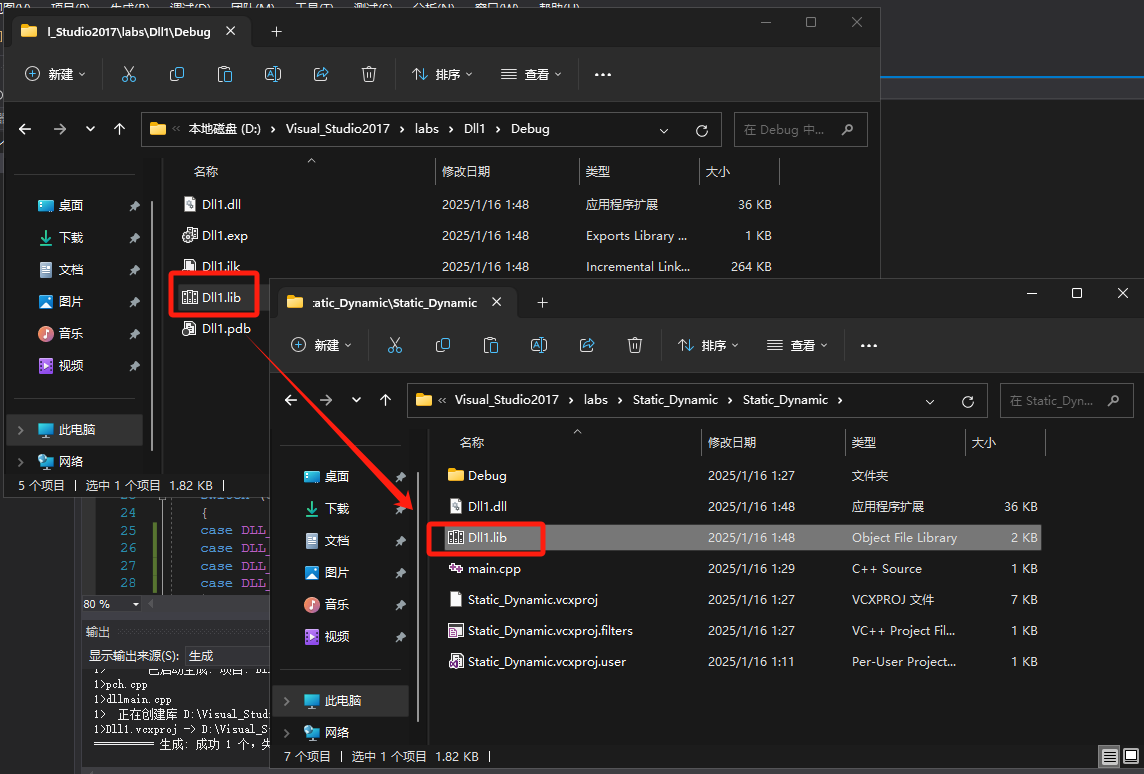 l_Studio2017\labs\Dll1\Debug
新建
排序
查看
本地磁盘 (D:) > Visual_Studio2017 > labs > Dll1 > Debug
在 Debug 中...
名称 修改日期 类型 大小
桌面
下载
文档
图片
音乐
视频
此电脑
网络
Dll1.dll 2025/1/16 1:48 应用程序扩展 36 KB
Dll1.exp 2025/1/16 1:48 Exports Library ... 1 KB
Dll1.ilk 2025/1/16 1:48 Incremental Link... 264 KB
Dll1.lib
Dll1.pdb
5 个项目 | 选中 1 个项目 1.82 KB |
tatic_Dynamic\Static_Dynamic
新建
排序
查看
Visual_Studio2017 > labs > Static_Dynamic > Static_Dynamic >
在 Static_Dyn...
名称 修改日期 类型 大小
桌面
下载
文档
图片
音乐
视频
此电脑
网络
Debug 2025/1/16 1:27 文件夹
Dll1.dll 2025/1/16 1:48 应用程序扩展 36 KB
Dll1.lib 2025/1/16 1:48 Object File Library 2 KB
main.cpp 2025/1/16 1:29 C++ Source 1 KB
Static_Dynamic.vcxproj 2025/1/16 1:27 VCXPROJ 文件 7 KB
Static_Dynamic.vcxproj.filters 2025/1/16 1:27 VC++ Project Fil... 1 KB
Static_Dynamic.vcxproj.user 2025/1/16 1:11 Per-User Project... 1 KB
7 个项目 | 选中 1 个项目 1.82 KB |
24 {
25 case DLL_
26 case DLL_
27 case DLL_
28 case DLL_
80 %
输出
显示输出来源(S): 生成
1>pch.cpp
1>dllmain.cpp
1> 正在创建库 D:\Visual_Stud
1>Dll1.vcxproj -> D:\Visual_S
========== 生成: 成功 1 个，失